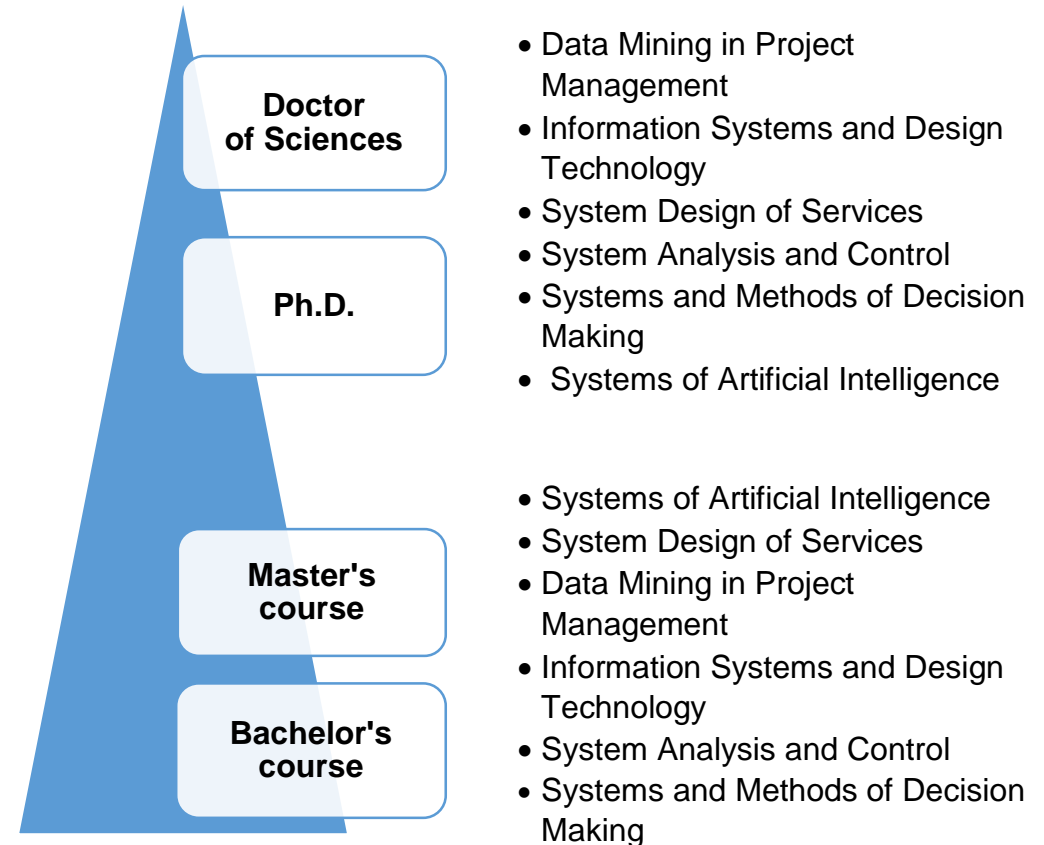 Doctor
of Sciences
Ph.D.
• Data Mining in Project
Management
• Information Systems and Design
Technology
• System Design of Services
• System Analysis and Control
• Systems and Methods of Decision
Making
• Systems of Artificial Intelligence
Master's
course
Bachelor's
course
• Systems of Artificial Intelligence
• System Design of Services
• Data Mining in Project
Management
• Information Systems and Design
Technology
• System Analysis and Control
• Systems and Methods of Decision
Making